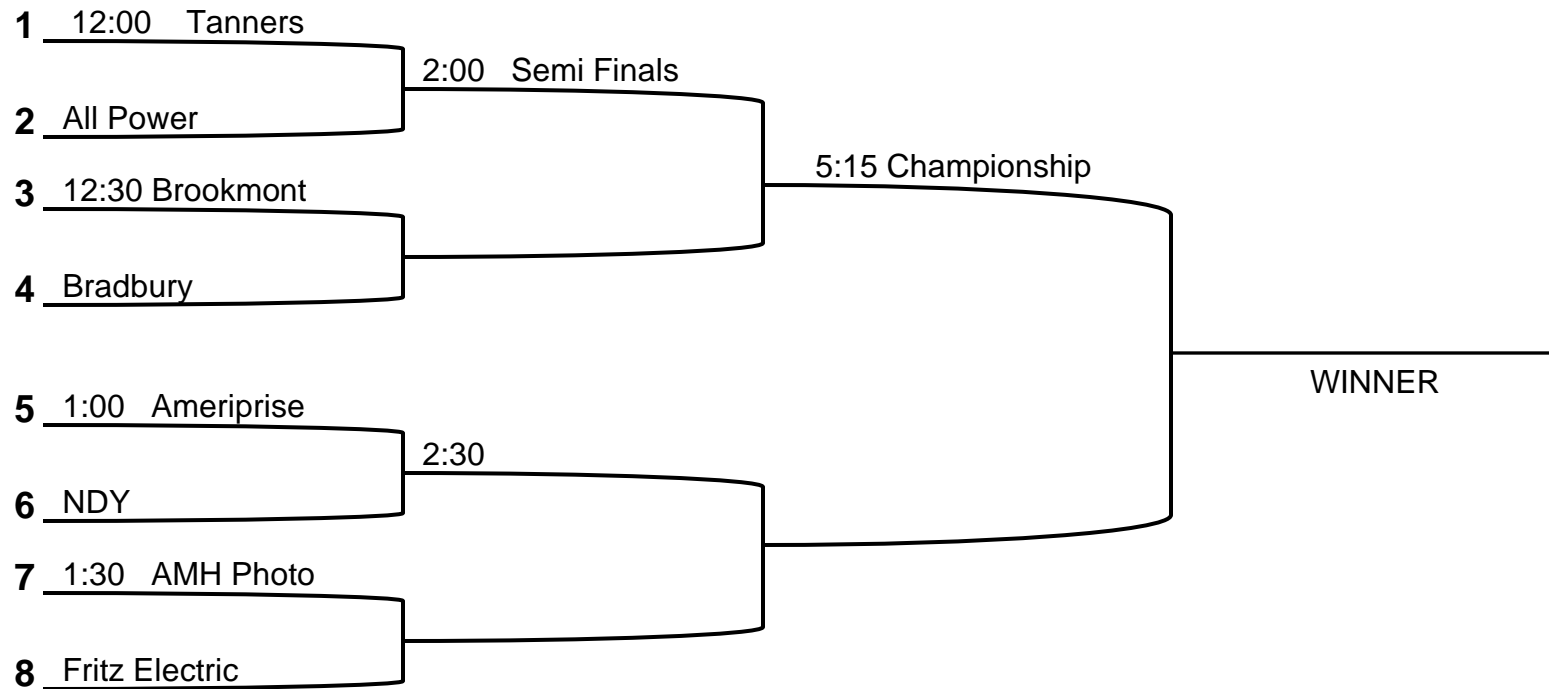 1 12:00 Tanners
2:00 Semi Finals
2 All Power
5:15 Championship
3 12:30 Brookmont
4 Bradbury
WINNER
5 1:00 Ameriprise
2:30
6 NDY
7 1:30 AMH Photo
8 Fritz Electric